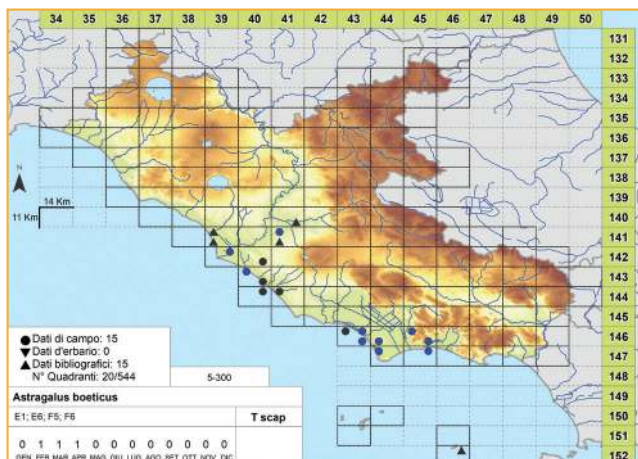 34 35 36 37 38 39 40 41 42 43 44 45 46 47 48 49 50
131
132
133
134
135
136
137
138
139
140
141
142
143
144
145
146
147
148
149
150
151
152
N
14 Km
11 Km
● Dati di campo: 15
▼ Dati d'erbario: 0
▲ Dati bibliografici: 15
N° Quadranti: 20/544
5-300
Astragalus boeticus
E1; E6; F5; F6
T scap
0 1 1 1 0 0 0 0 0 0 0 0
GEN FEB MAR APR MAG GIU LUG AGO SET OTT NOV DIC